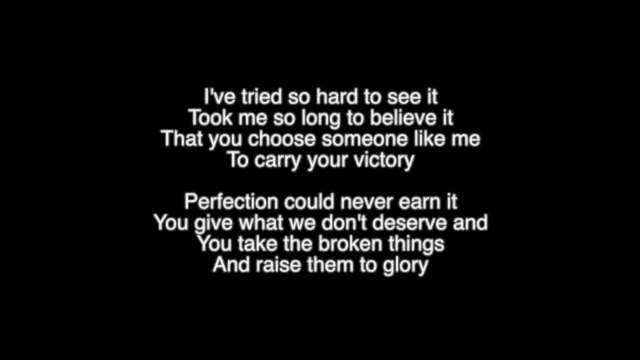 I've tried so hard to see it
Took me so long to believe it
That you choose someone like me
To carry your victory
Perfection could never earn it
You give what we don't deserve and
You take the broken things
And raise them to glory